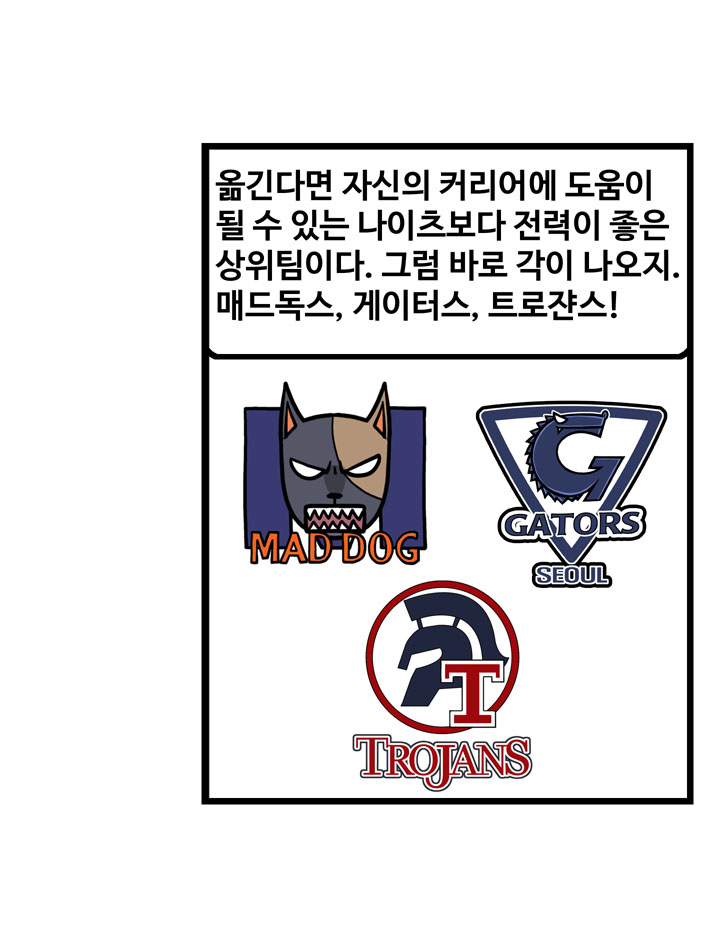 옮긴다면 자신의 커리어에 도움이
될 수 있는 나이츠보다 전력이 좋은
상위팀이다. 그럼 바로 각이 나오지.
매드독스, 게이터스, 트로쟌스!
MAD DOG
G
GATORS
SEOUL
T
TROJANS